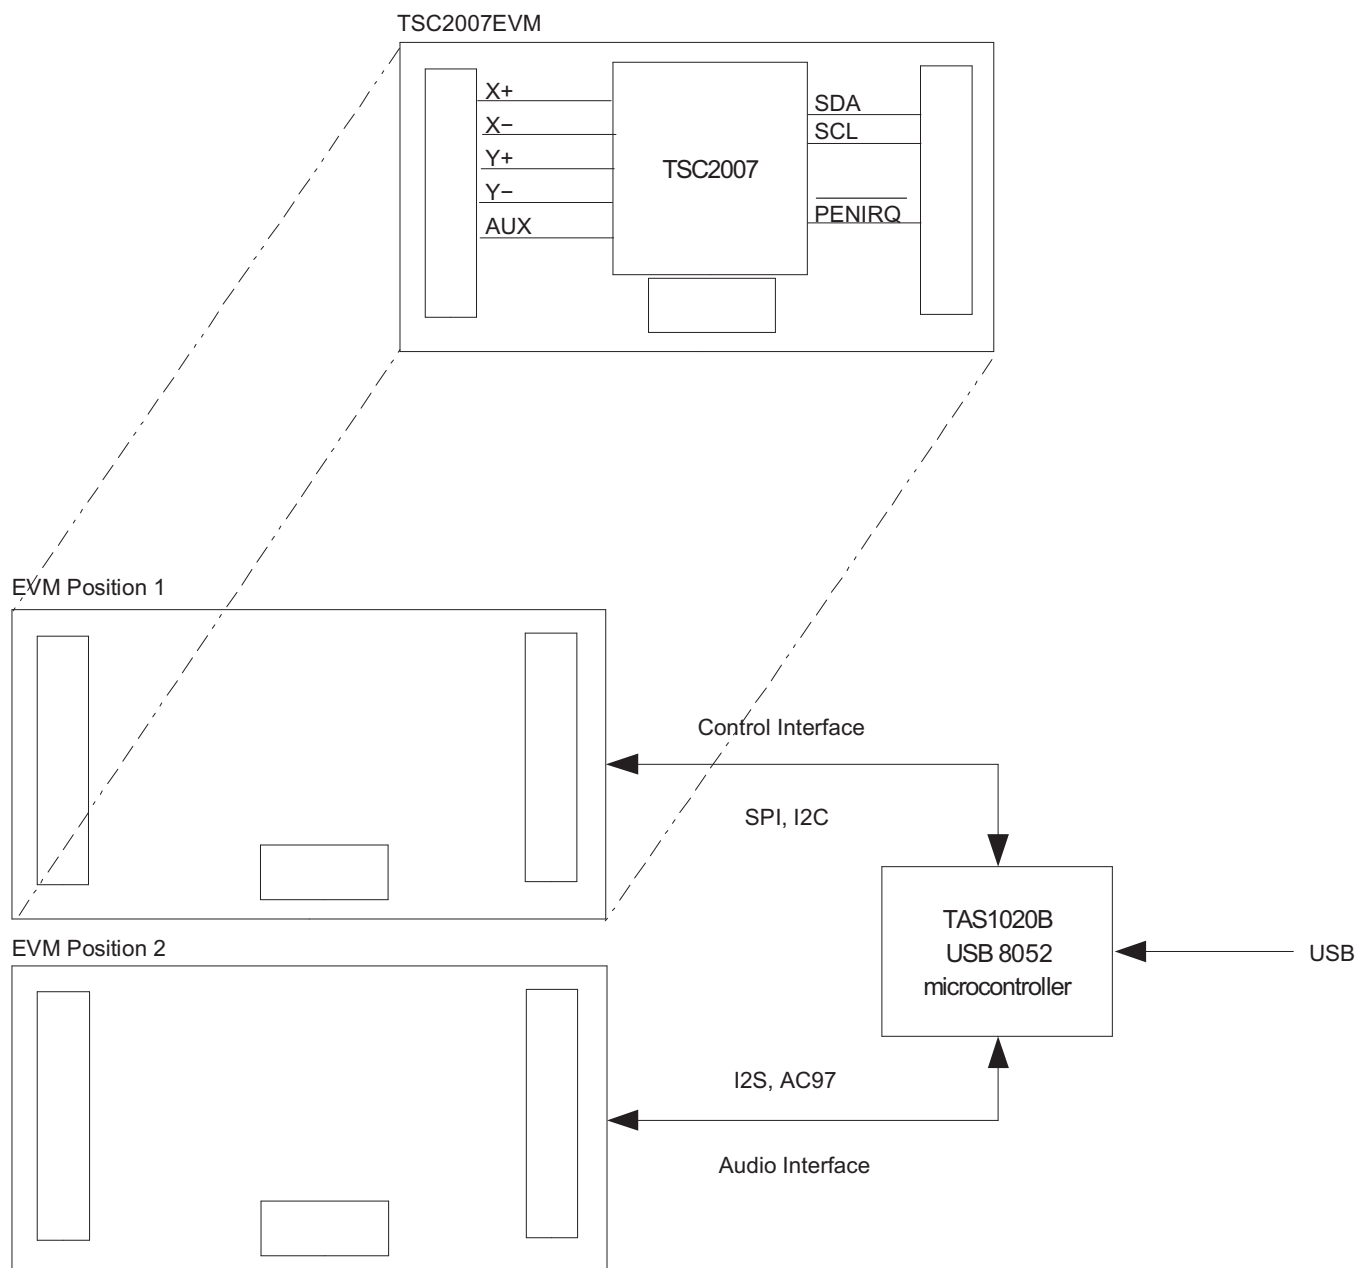 TSC2007EVM
X+
X−
Y+
Y−
AUX
TSC2007
SDA
SCL
PENIRQ
EVM Position 1
Control Interface
SPI, I2C
TAS1020B
USB 8052
microcontroller
USB
EVM Position 2
I2S, AC97
Audio Interface